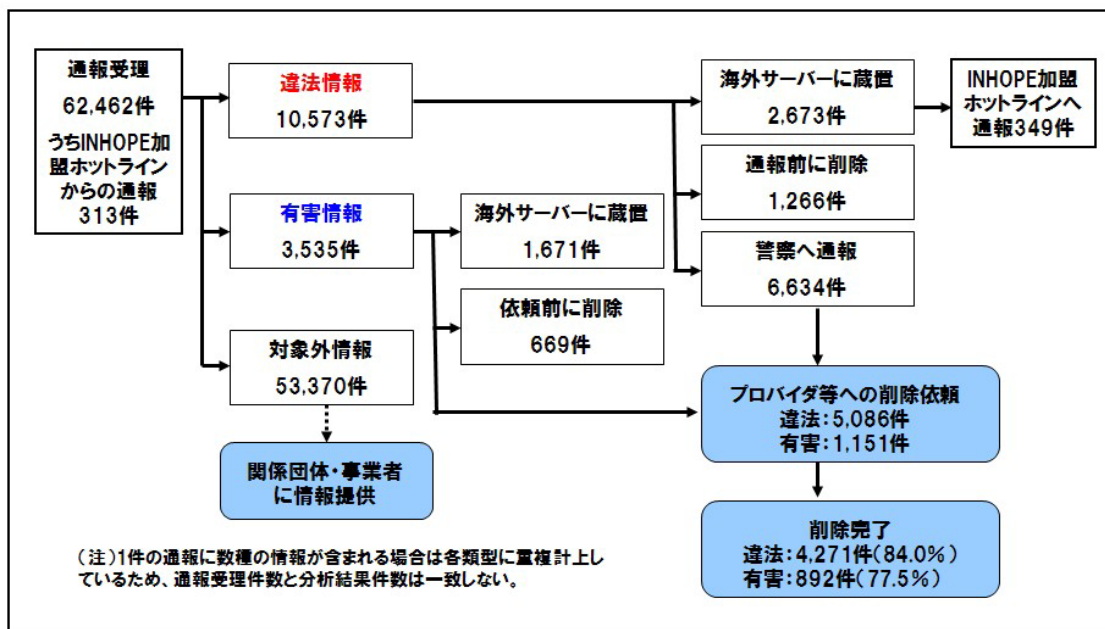 通報受理
62,462件
うちINHOPE加
盟ホットライン
からの通報
313件
違法情報
10,573件
有害情報
3,535件
対象外情報
53,370件
関係団体・事業者
に情報提供
海外サーバーに蔵置
1,671件
依頼前に削除
669件
海外サーバーに蔵置
2,673件
通報前に削除
1,266件
警察へ通報
6,634件
INHOPE加盟
ホットラインへ
通報349件
プロバイダ等への削除依頼
違法:5,086件
有害:1,151件
削除完了
違法:4,271件(84.0%)
有害:892件(77.5%)
(注)1件の通報に数種の情報が含まれる場合は各類型に重複計上し
ているため、通報受理件数と分析結果件数は一致しない。